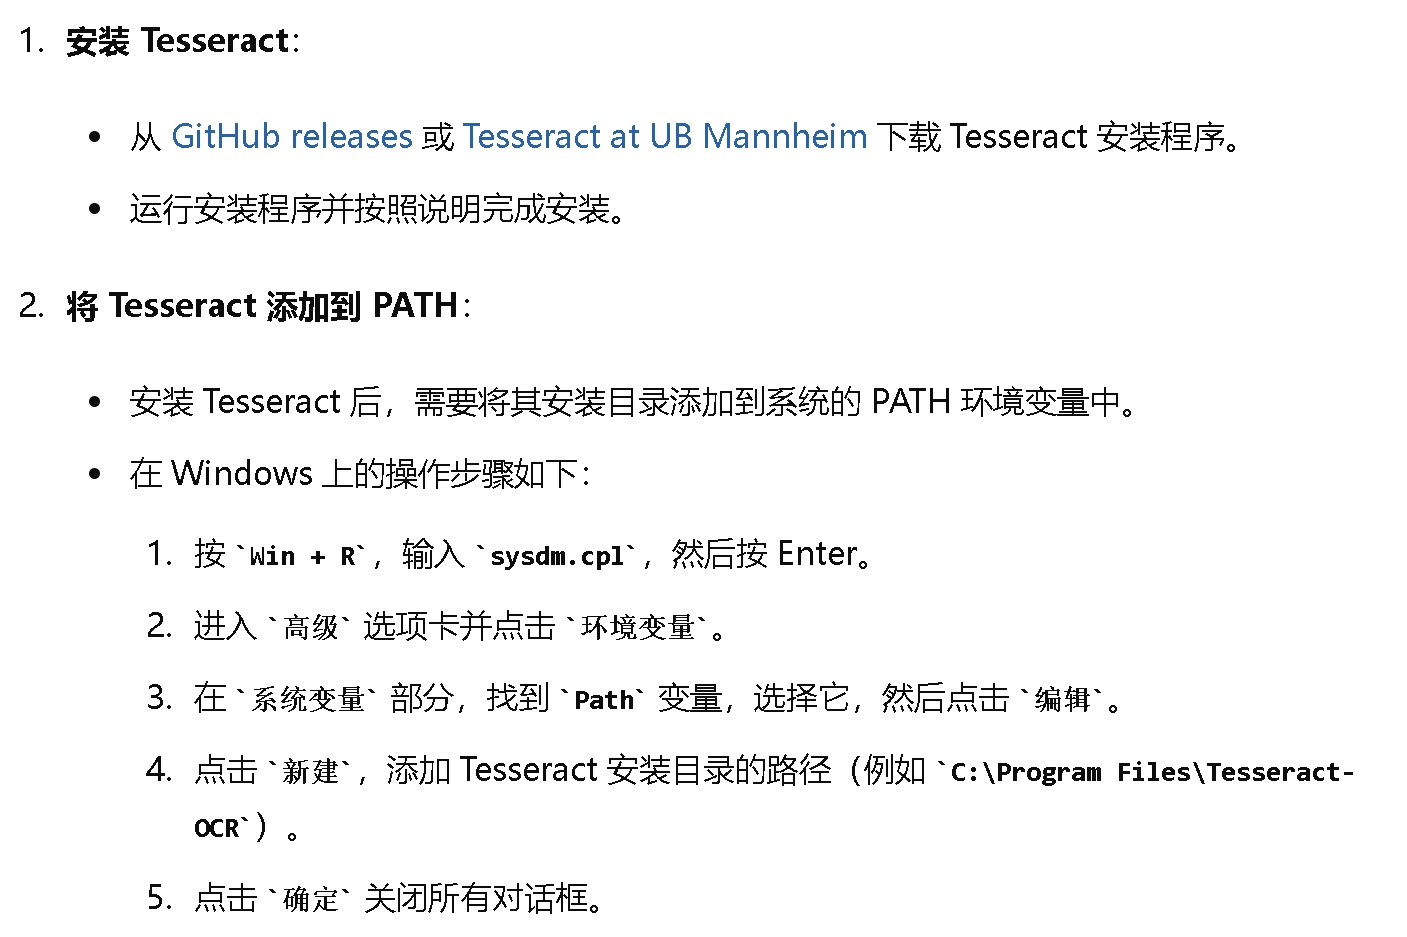 1. 安装 Tesseract:
• 从 GitHub releases 或 Tesseract at UB Mannheim 下载 Tesseract 安装程序。
• 运行安装程序并按照说明完成安装。
2. 将 Tesseract 添加到 PATH:
• 安装 Tesseract 后，需要将其安装目录添加到系统的 PATH 环境变量中。
• 在 Windows 上的操作步骤如下：
1. 按 `Win + R`，输入 `sysdm.cpl`，然后按 Enter。
2. 进入 `高级` 选项卡并点击 `环境变量`。
3. 在 `系统变量` 部分，找到 `Path` 变量，选择它，然后点击 `编辑`。
4. 点击 `新建`，添加 Tesseract 安装目录的路径（例如 `C:\Program Files\Tesseract-
OCR`）。
5. 点击 `确定` 关闭所有对话框。